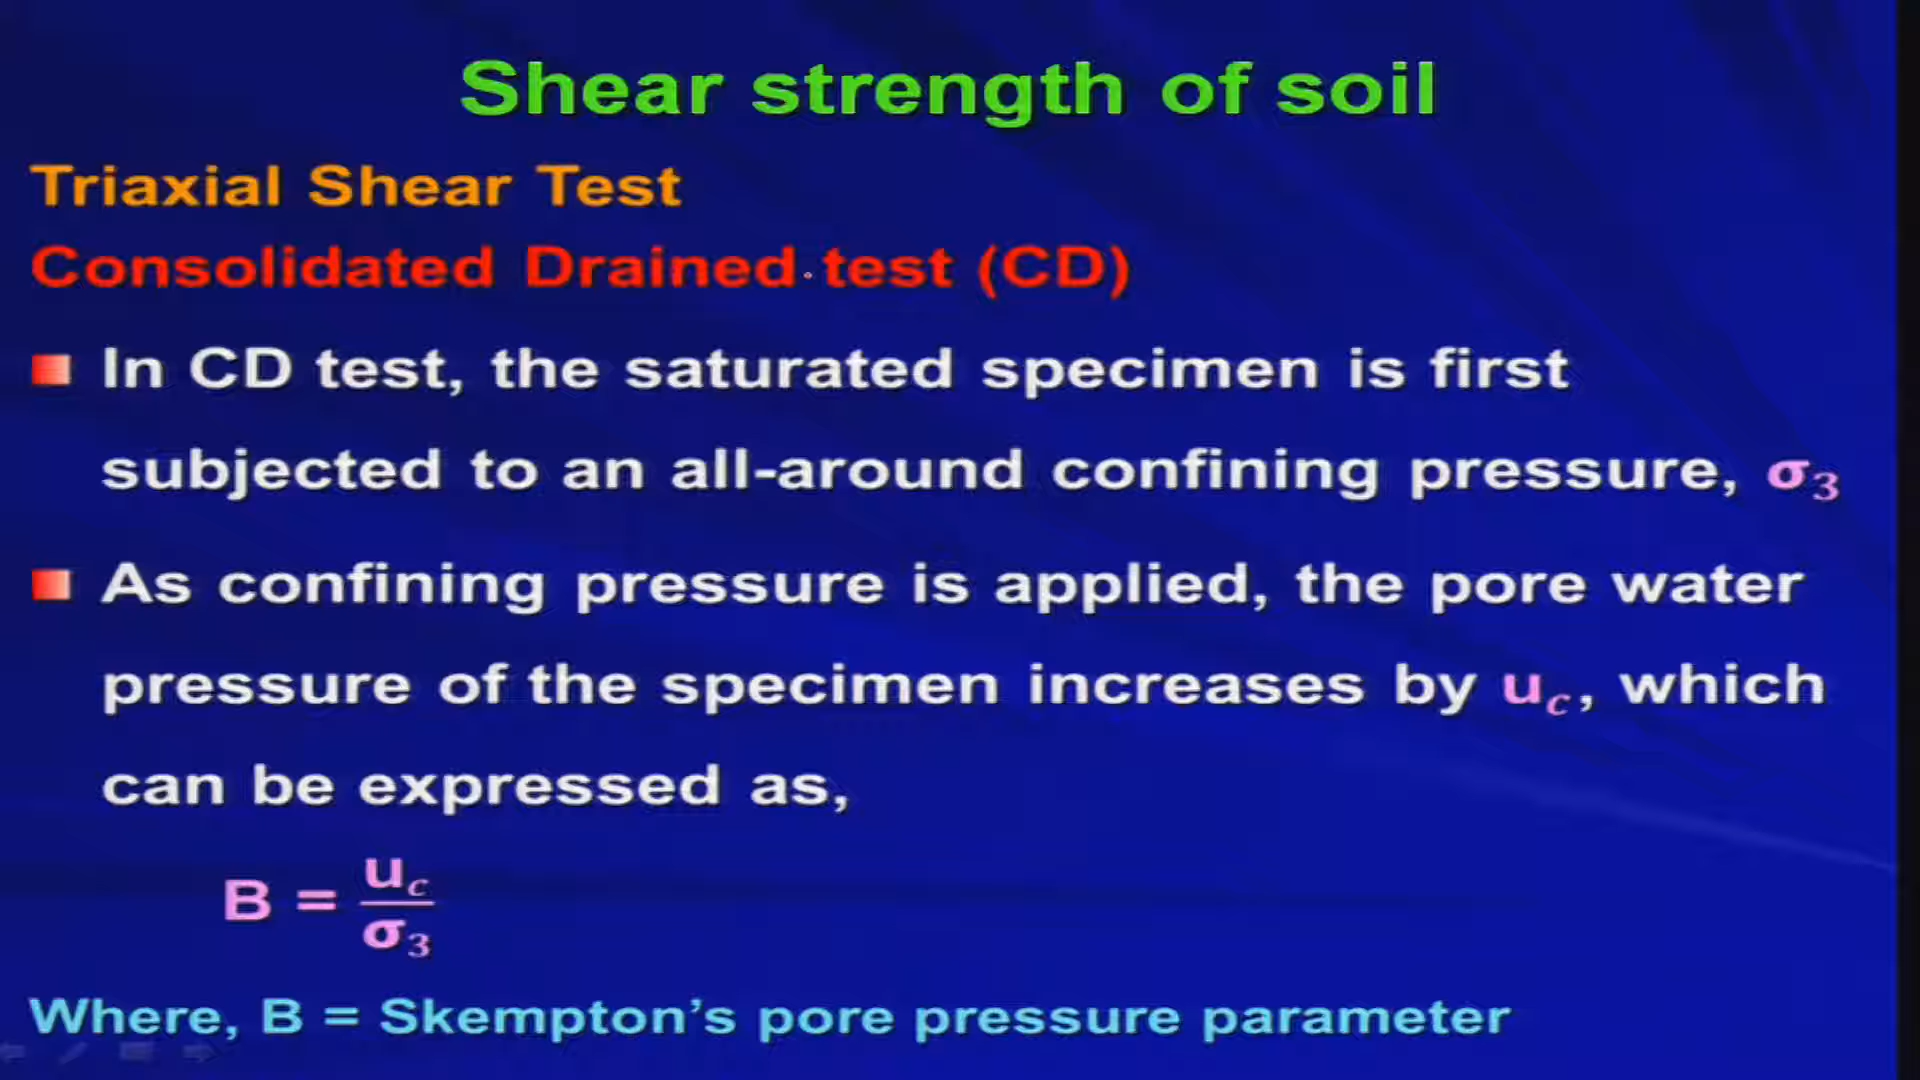 Shear strength of soil
Triaxial Shear Test
Consolidated Drained test (CD)
In CD test, the saturated specimen is first
subjected to an all-around confining pressure, σ₃
As confining pressure is applied, the pore water
pressure of the specimen increases by u_c, which
can be expressed as,
B = u_c/σ₃
Where, B = Skempton’s pore pressure parameter